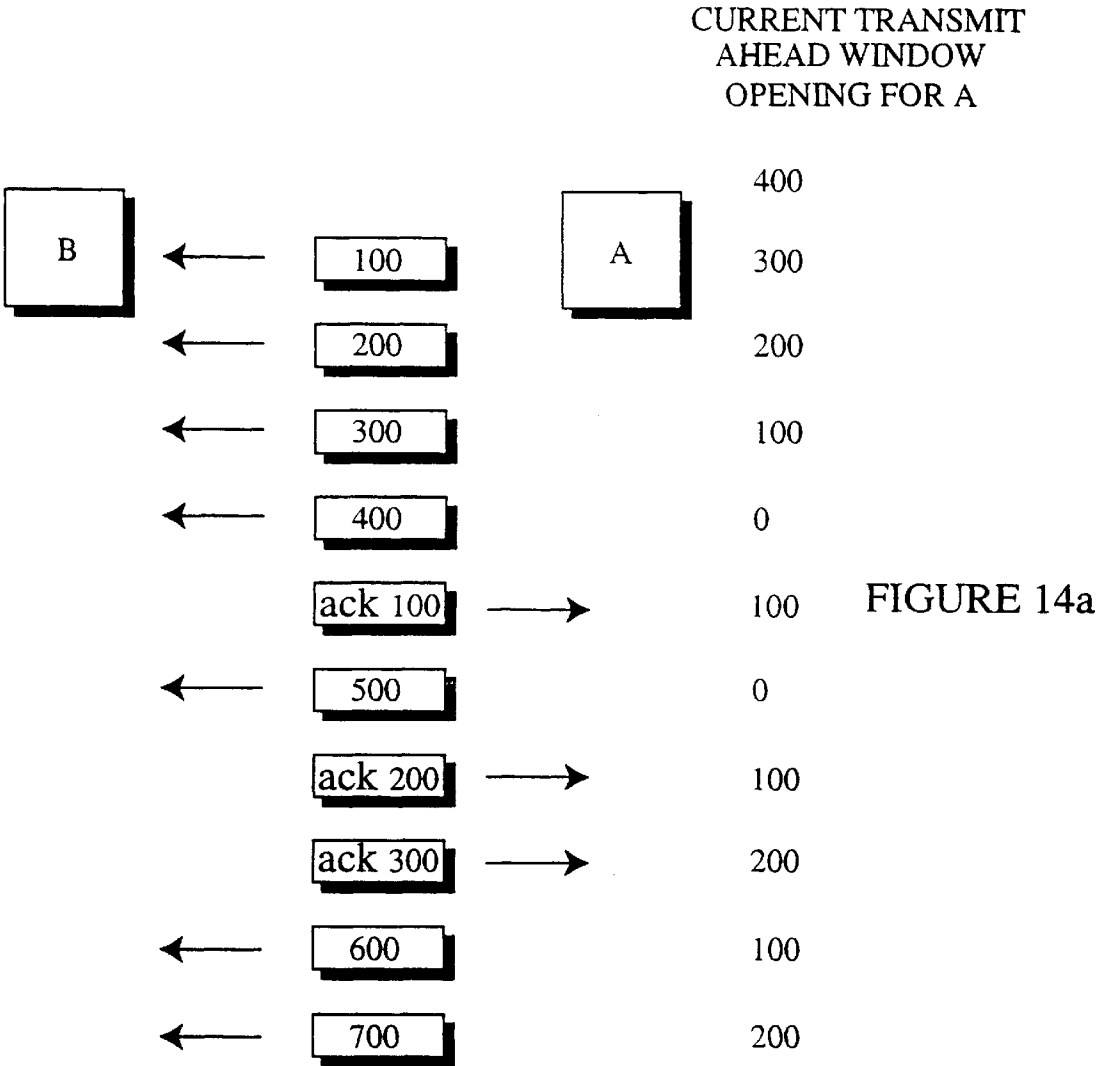 CURRENT TRANSMIT
AHEAD WINDOW
OPENING FOR A
400
B
100
A
300
200
200
300
100
400
0
ack 100
100
FIGURE 14a
500
0
ack 200
100
ack 300
200
600
100
700
200